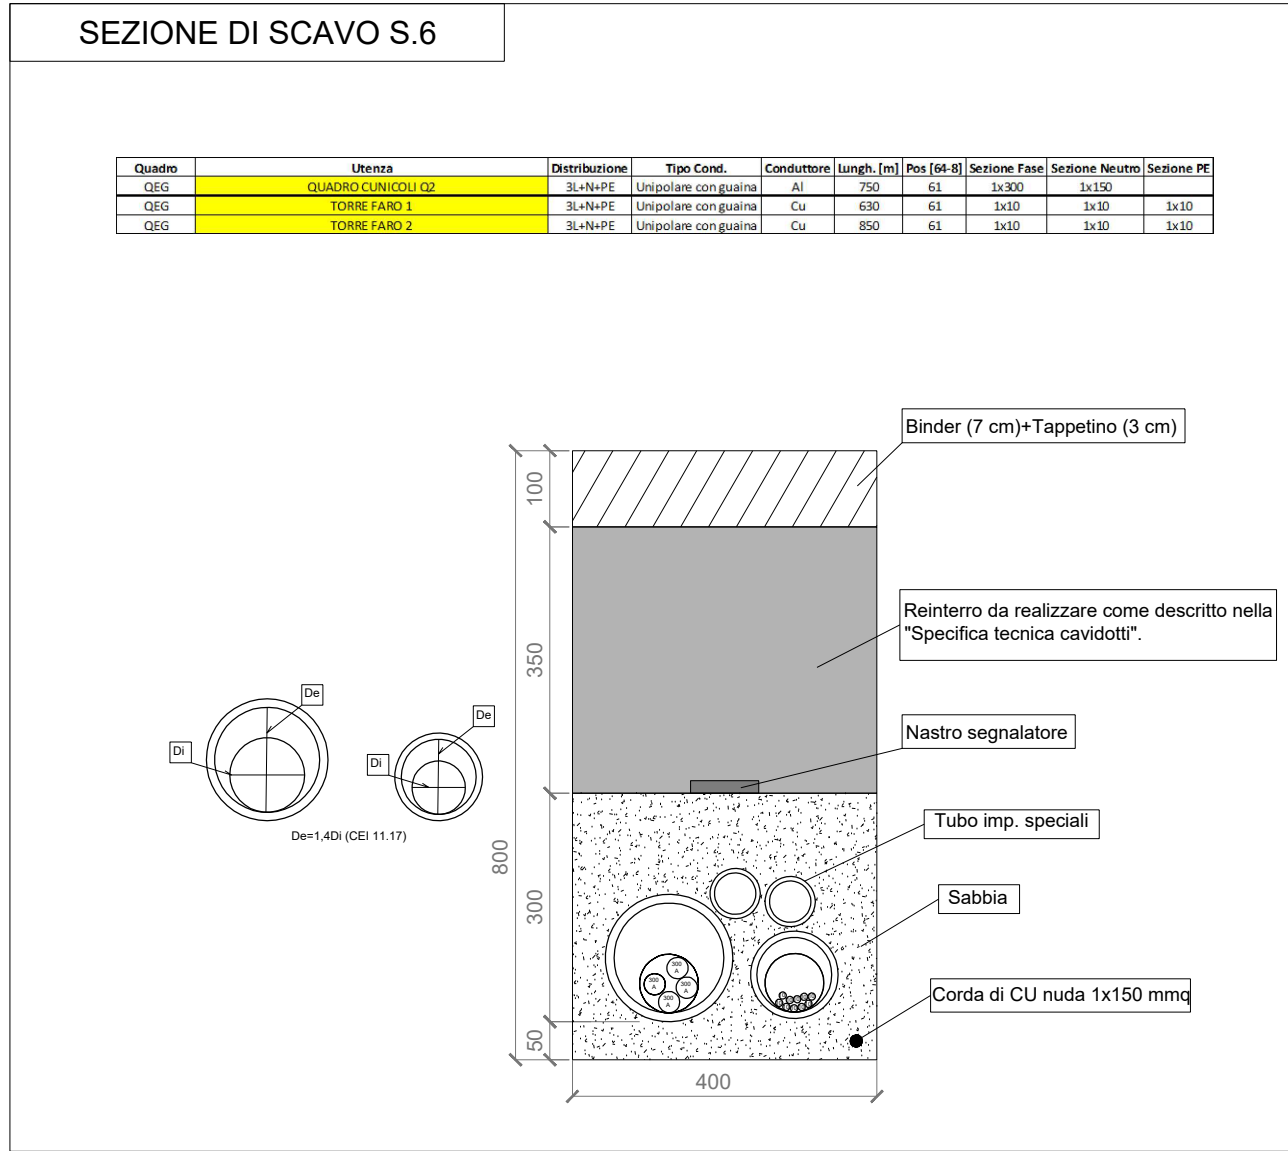 SEZIONE DI SCAVO S.6
Quadro Utenza Distribuzione Tipo Cond. Conduttore Lungh. [m] Pos [64-8] Sezione Fase Sezione Neutro Sezione PE
QEG QUADRO CUNICOLI Q2 3L+N+PE Unipolare con guaina Al 750 61 1x300 1x150
QEG TORRE FARO 1 3L+N+PE Unipolare con guaina Cu 630 61 1x10 1x10 1x10
QEG TORRE FARO 2 3L+N+PE Unipolare con guaina Cu 850 61 1x10 1x10 1x10
Binder (7 cm)+Tappetino (3 cm)
100
Reinterro da realizzare come descritto nella
"Specifica tecnica cavidotti".
350
De
De
Di
Di
Nastro segnalatore
De=1,4Di (CEI 11.17)
Tubo imp. speciali
800
300
Sabbia
300
A
300
A
300
A
300
A
Corda di CU nuda 1x150 mmq
50
400